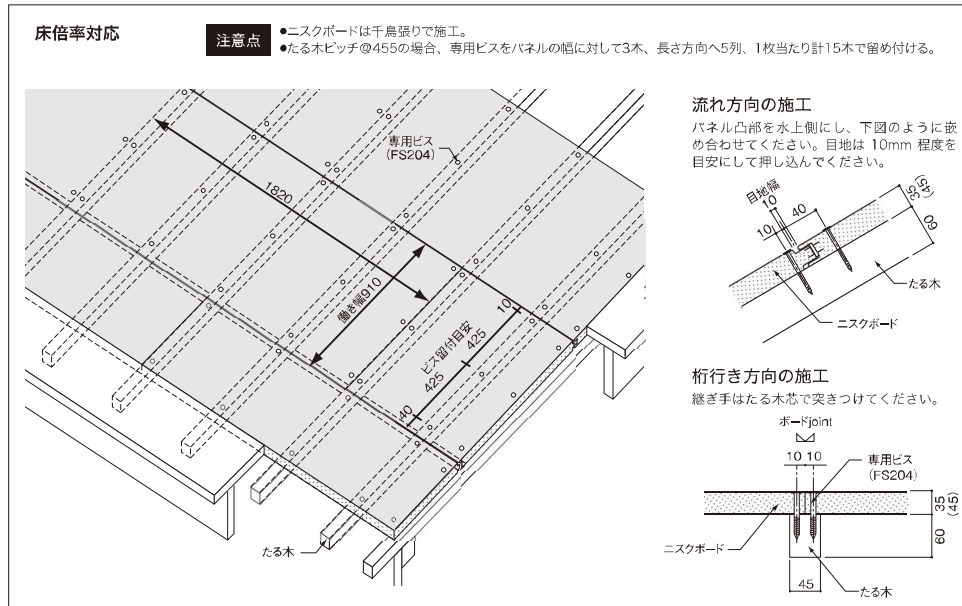 床倍率対応
注意点
●ニスクボードは千鳥張りで施工。
●たる木ピッチ@455の場合、専用ビスをパネルの幅に対して3本、長さ方向へ5列、1枚当たり計15本で留め付ける。
専用ビス
(FS204)
1820
働き幅910
ビス留付目安
10
425
425
40
たる木
流れ方向の施工
パネル凸部を水上側にし、下図のように嵌
め合わせてください。目地は 10mm 程度を
目安にして押し込んでください。
目地幅
10
10
40
35
(45)
60
たる木
ニスクボード
桁行き方向の施工
継ぎ手はたる木芯で突きつけてください。
ボードjoint
10 10
専用ビス
(FS204)
35
(45)
60
ニスクボード
45
たる木